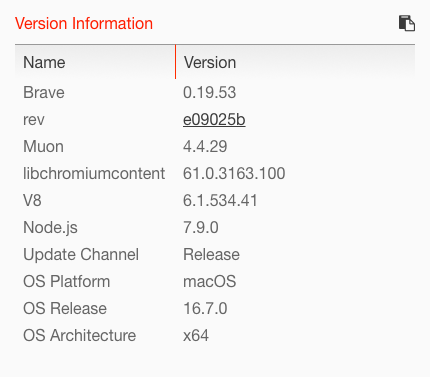 Version Information
Name Version
Brave 0.19.53
rev e09025b
Muon 4.4.29
libchromiumcontent 61.0.3163.100
V8 6.1.534.41
Node.js 7.9.0
Update Channel Release
OS Platform macOS
OS Release 16.7.0
OS Architecture x64